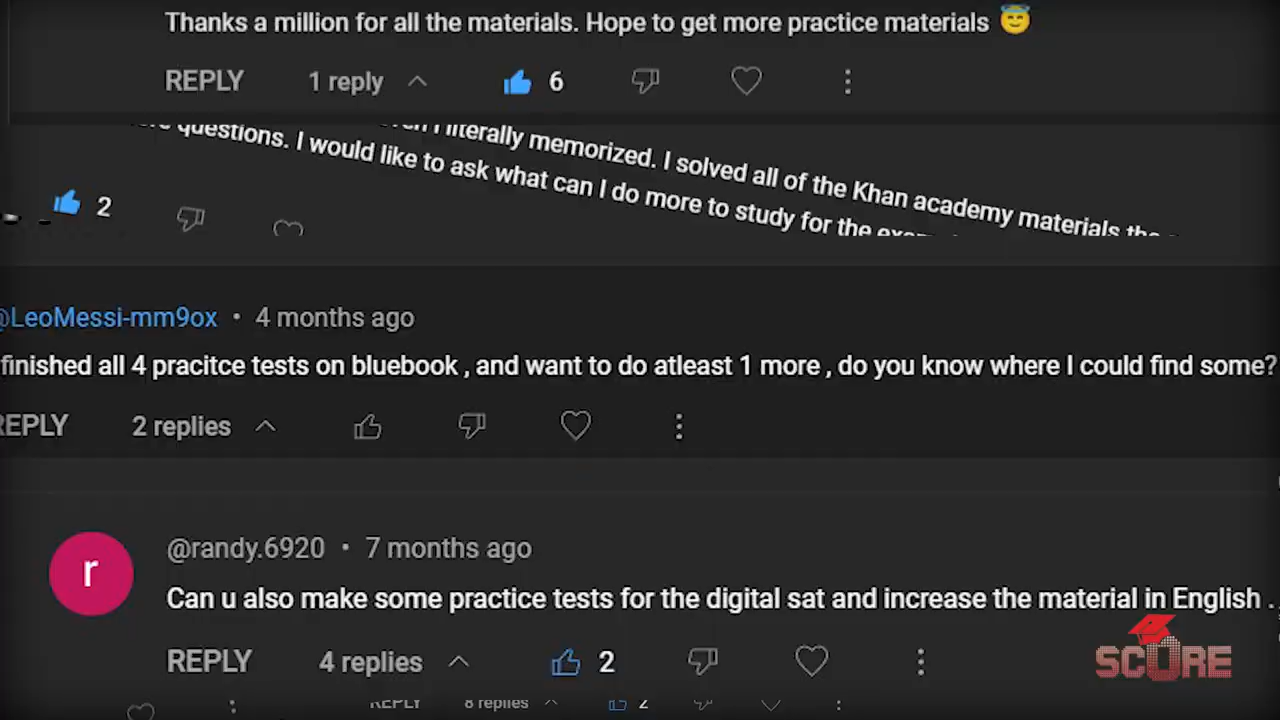 Thanks a million for all the materials. Hope to get more practice materials 😇
REPLY 1 reply 6
I literally memorized. I solved all of the Khan academy materials the
questions. I would like to ask what can I do more to study for the
2
@LeoMessi-mm9ox • 4 months ago
finished all 4 pracitce tests on bluebook , and want to do atleast 1 more , do you know where I could find some?
REPLY 2 replies
r
@randy.6920 • 7 months ago
Can u also make some practice tests for the digital sat and increase the material in English .
REPLY 4 replies 2
SCORE
REPLY 8 replies 2